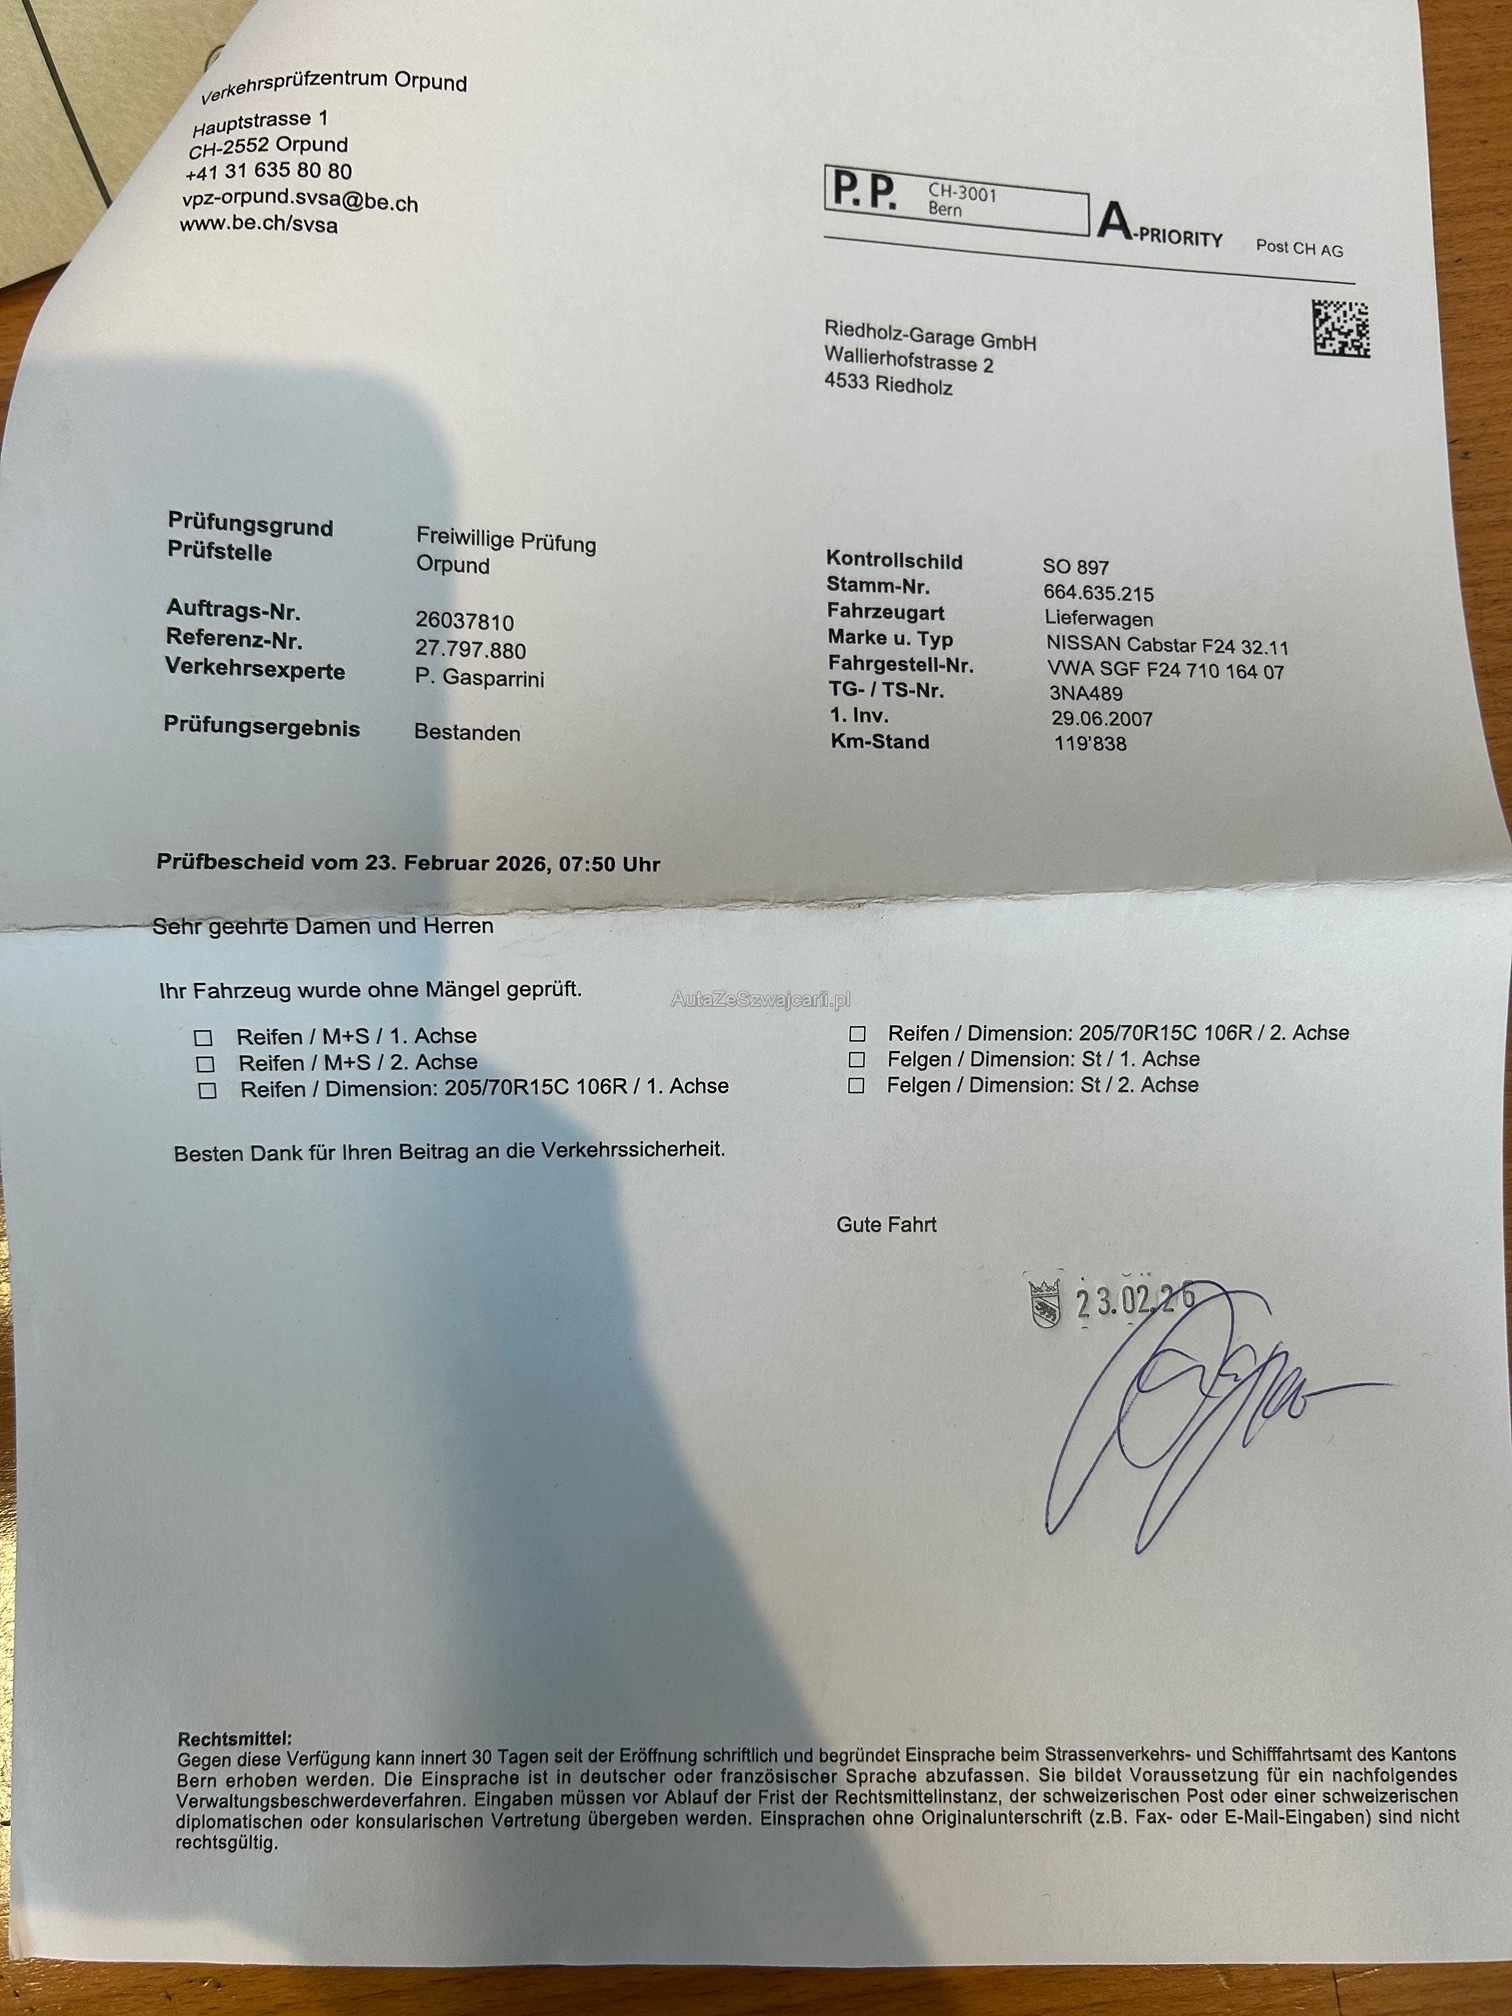 Verkehrsprüfzentrum Orpund
Hauptstrasse 1
CH-2552 Orpund
+41 31 635 80 80
vpz-orpund.svsa@be.ch
www.be.ch/svsa
P.P. CH-3001 Bern
A-PRIORITY Post CH AG
Riedholz-Garage GmbH
Wallierhofstrasse 2
4533 Riedholz
Prüfungsgrund Freiwillige Prüfung
Prüfstelle Orpund
Auftrags-Nr. 26037810
Referenz-Nr. 27.797.880
Verkehrsexperte P. Gasparrini
Prüfungsergebnis Bestanden
Kontrollschild SO 897
Stamm-Nr. 664.635.215
Fahrzeugart Lieferwagen
Marke u. Typ NISSAN Cabstar F24 32.11
Fahrgestell-Nr. VWA SGF F24 710 164 07
TG- / TS-Nr. 3NA489
1. Inv. 29.06.2007
Km-Stand 119'838
Prüfbescheid vom 23. Februar 2026, 07:50 Uhr
Sehr geehrte Damen und Herren
Ihr Fahrzeug wurde ohne Mängel geprüft.
AutaZeSzwajcarii.pl
☐ Reifen / M+S / 1. Achse
☐ Reifen / M+S / 2. Achse
☐ Reifen / Dimension: 205/70R15C 106R / 1. Achse
☐ Reifen / Dimension: 205/70R15C 106R / 2. Achse
☐ Felgen / Dimension: St / 1. Achse
☐ Felgen / Dimension: St / 2. Achse
Besten Dank für Ihren Beitrag an die Verkehrssicherheit.
Gute Fahrt
23.02.26
Rechtsmittel:
Gegen diese Verfügung kann innert 30 Tagen seit der Eröffnung schriftlich und begründet Einsprache beim Strassenverkehrs- und Schifffahrtsamt des Kantons
Bern erhoben werden. Die Einsprache ist in deutscher oder französischer Sprache abzufassen. Sie bildet Voraussetzung für ein nachfolgendes
Verwaltungsbeschwerdeverfahren. Eingaben müssen vor Ablauf der Frist der Rechtsmittelinstanz, der schweizerischen Post oder einer schweizerischen
diplomatischen oder konsularischen Vertretung übergeben werden. Einsprachen ohne Originalunterschrift (z.B. Fax- oder E-Mail-Eingaben) sind nicht
rechtsgültig.